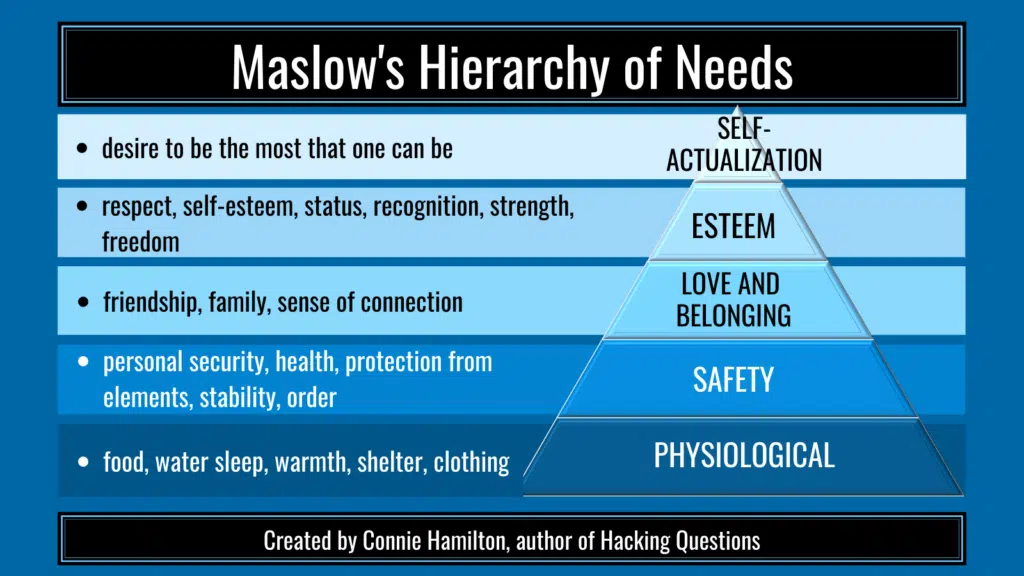 Maslow's Hierarchy of Needs
• desire to be the most that one can be
SELF-
ACTUALIZATION
• respect, self-esteem, status, recognition, strength,
freedom
ESTEEM
• friendship, family, sense of connection
LOVE AND
BELONGING
• personal security, health, protection from
elements, stability, order
SAFETY
• food, water sleep, warmth, shelter, clothing
PHYSIOLOGICAL
Created by Connie Hamilton, author of Hacking Questions